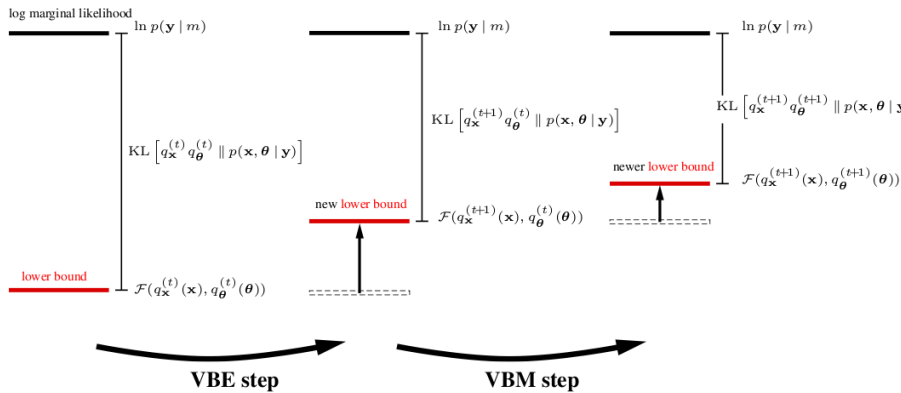 log marginal likelihood
ln p(y | m)
KL [q_x^{(t)} q_θ^{(t)} ‖ p(x, θ | y)]
lower bound
F(q_x^{(t)}(x), q_θ^{(t)}(θ))
ln p(y | m)
KL [q_x^{(t+1)} q_θ^{(t)} ‖ p(x, θ | y)]
new lower bound
F(q_x^{(t+1)}(x), q_θ^{(t)}(θ))
ln p(y | m)
KL [q_x^{(t+1)} q_θ^{(t+1)} ‖ p(x, θ | y
newer lower bound
F(q_x^{(t+1)}(x), q_θ^{(t+1)}(θ))
VBE step
VBM step